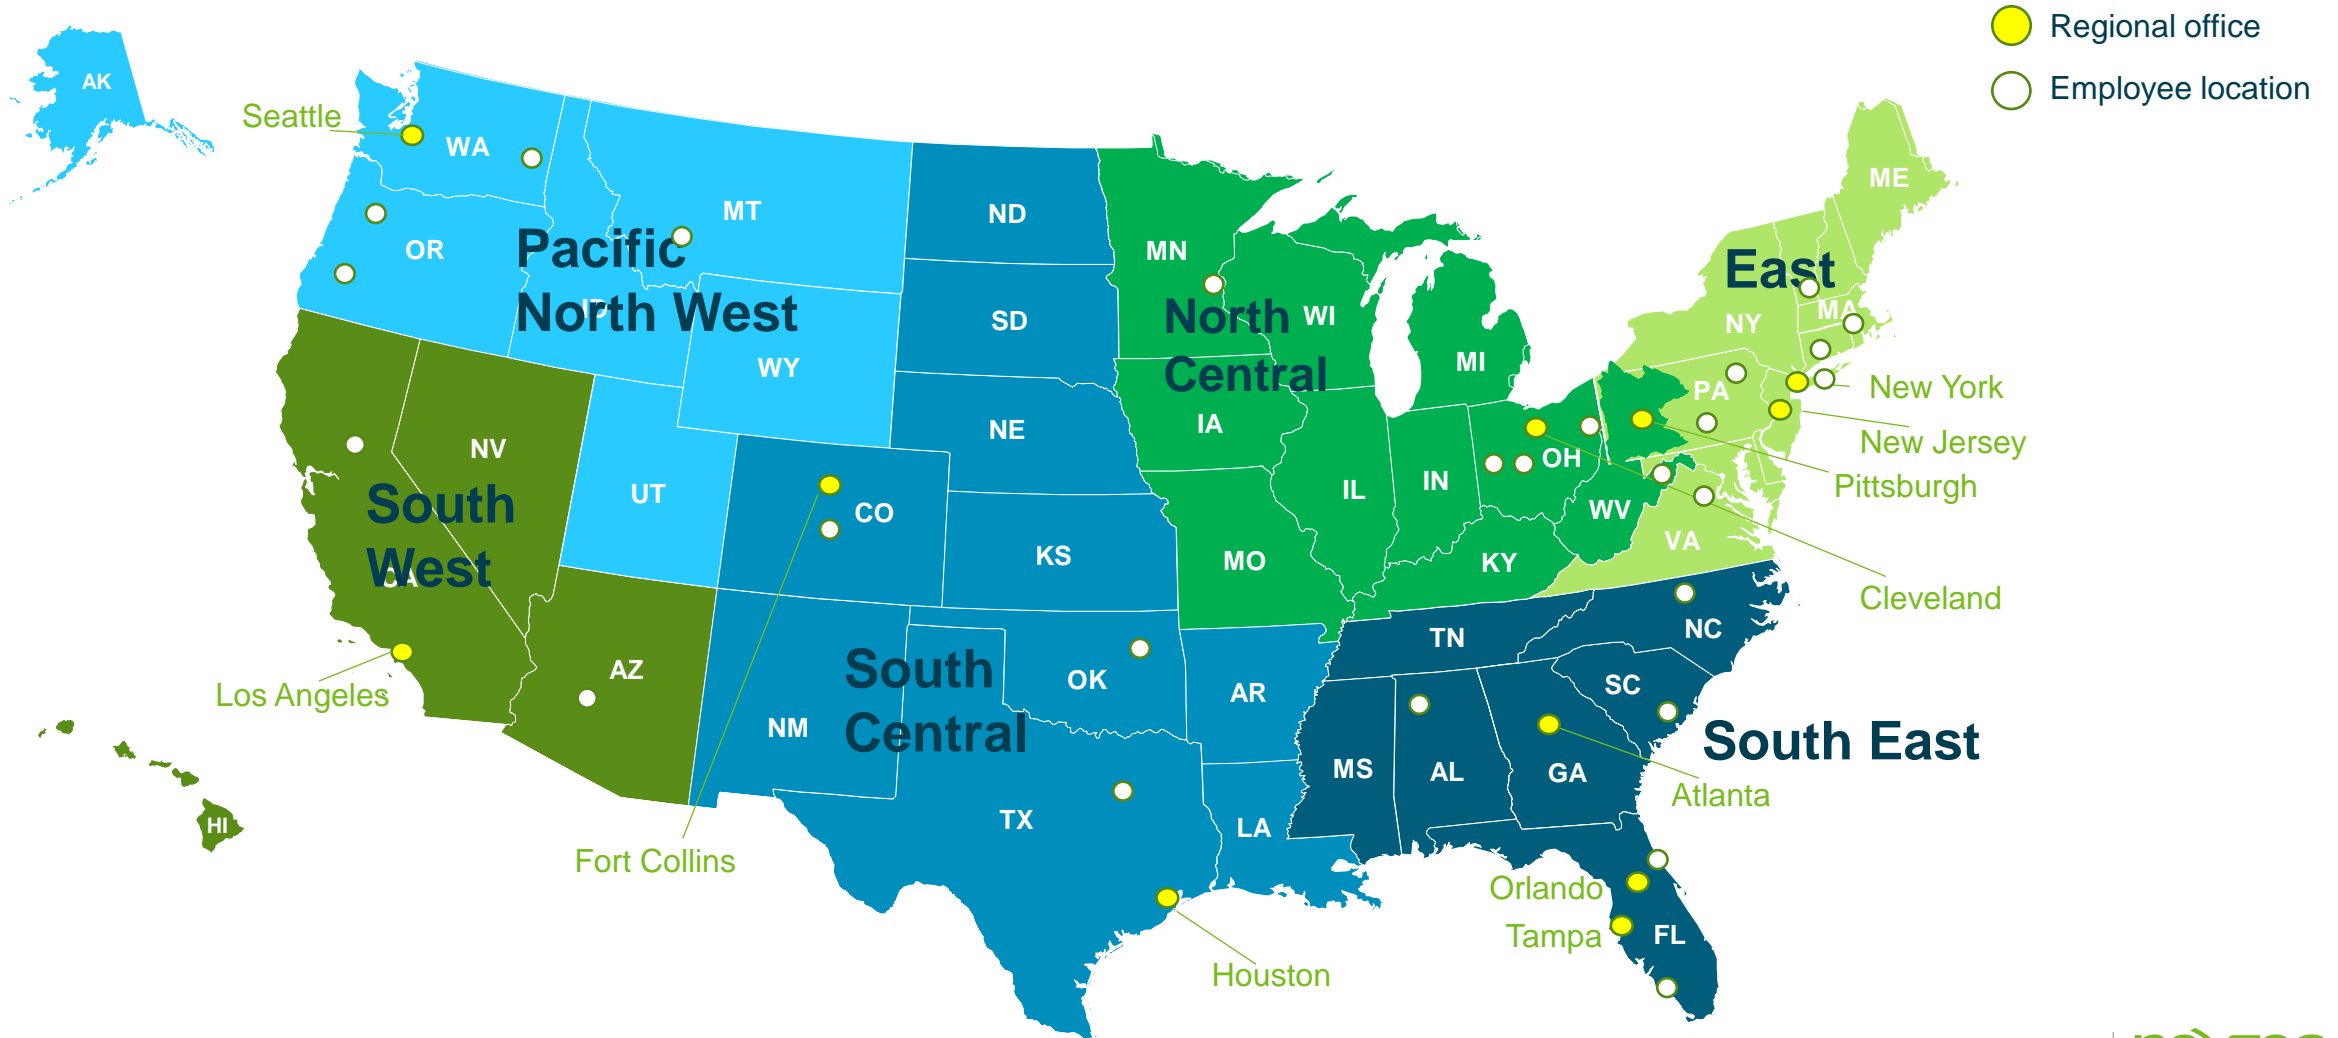 Regional office
Employee location
AK
Seattle
WA
MT
OR
Pacific
North West
ID
WY
ND
SD
NE
MN
North
Central
WI
MI
IA
East
ME
MA
NY
PA
New York
New Jersey
Pittsburgh
Cleveland
NV
South
West
CA
UT
CO
KS
MO
IL
IN
OH
WV
KY
VA
Los Angeles
AZ
NM
South
Central
OK
AR
TN
NC
SC
South East
MS
AL
GA
Atlanta
HI
Fort Collins
TX
LA
Houston
Orlando
Tampa
FL